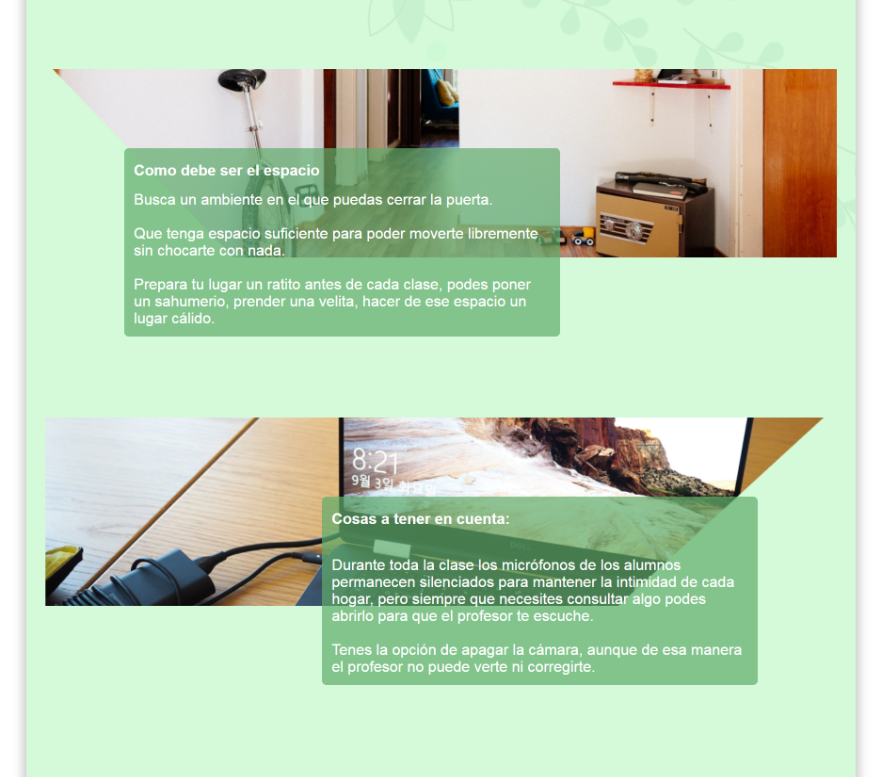 Como debe ser el espacio
Busca un ambiente en el que puedas cerrar la puerta.
Que tenga espacio suficiente para poder moverte libremente
sin chocarte con nada.
Prepara tu lugar un ratito antes de cada clase, podes poner
un sahumerio, prender una velita, hacer de ese espacio un
lugar cálido.
8:21
9월 3일 화요일
Cosas a tener en cuenta:
Durante toda la clase los micrófonos de los alumnos
permanecen silenciados para mantener la intimidad de cada
hogar, pero siempre que necesites consultar algo podes
abrirlo para que el profesor te escuche.
Tenes la opción de apagar la cámara, aunque de esa manera
el profesor no puede verte ni corregirte.